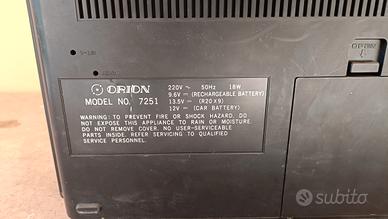 ORION
MODEL NO. 7251
220V ~ 50Hz 18W
9.6V ⎓ (RECHARGEABLE BATTERY)
13.5V ⎓ (R20 X 9)
12V ⎓ (CAR BATTERY)
WARNING: TO PREVENT FIRE OR SHOCK HAZARD, DO
NOT EXPOSE THIS APPLIANCE TO RAIN OR MOISTURE.
DO NOT REMOVE COVER. NO USER-SERVICEABLE
PARTS INSIDE. REFER SERVICING TO QUALIFIED
SERVICE PERSONNEL.
subito